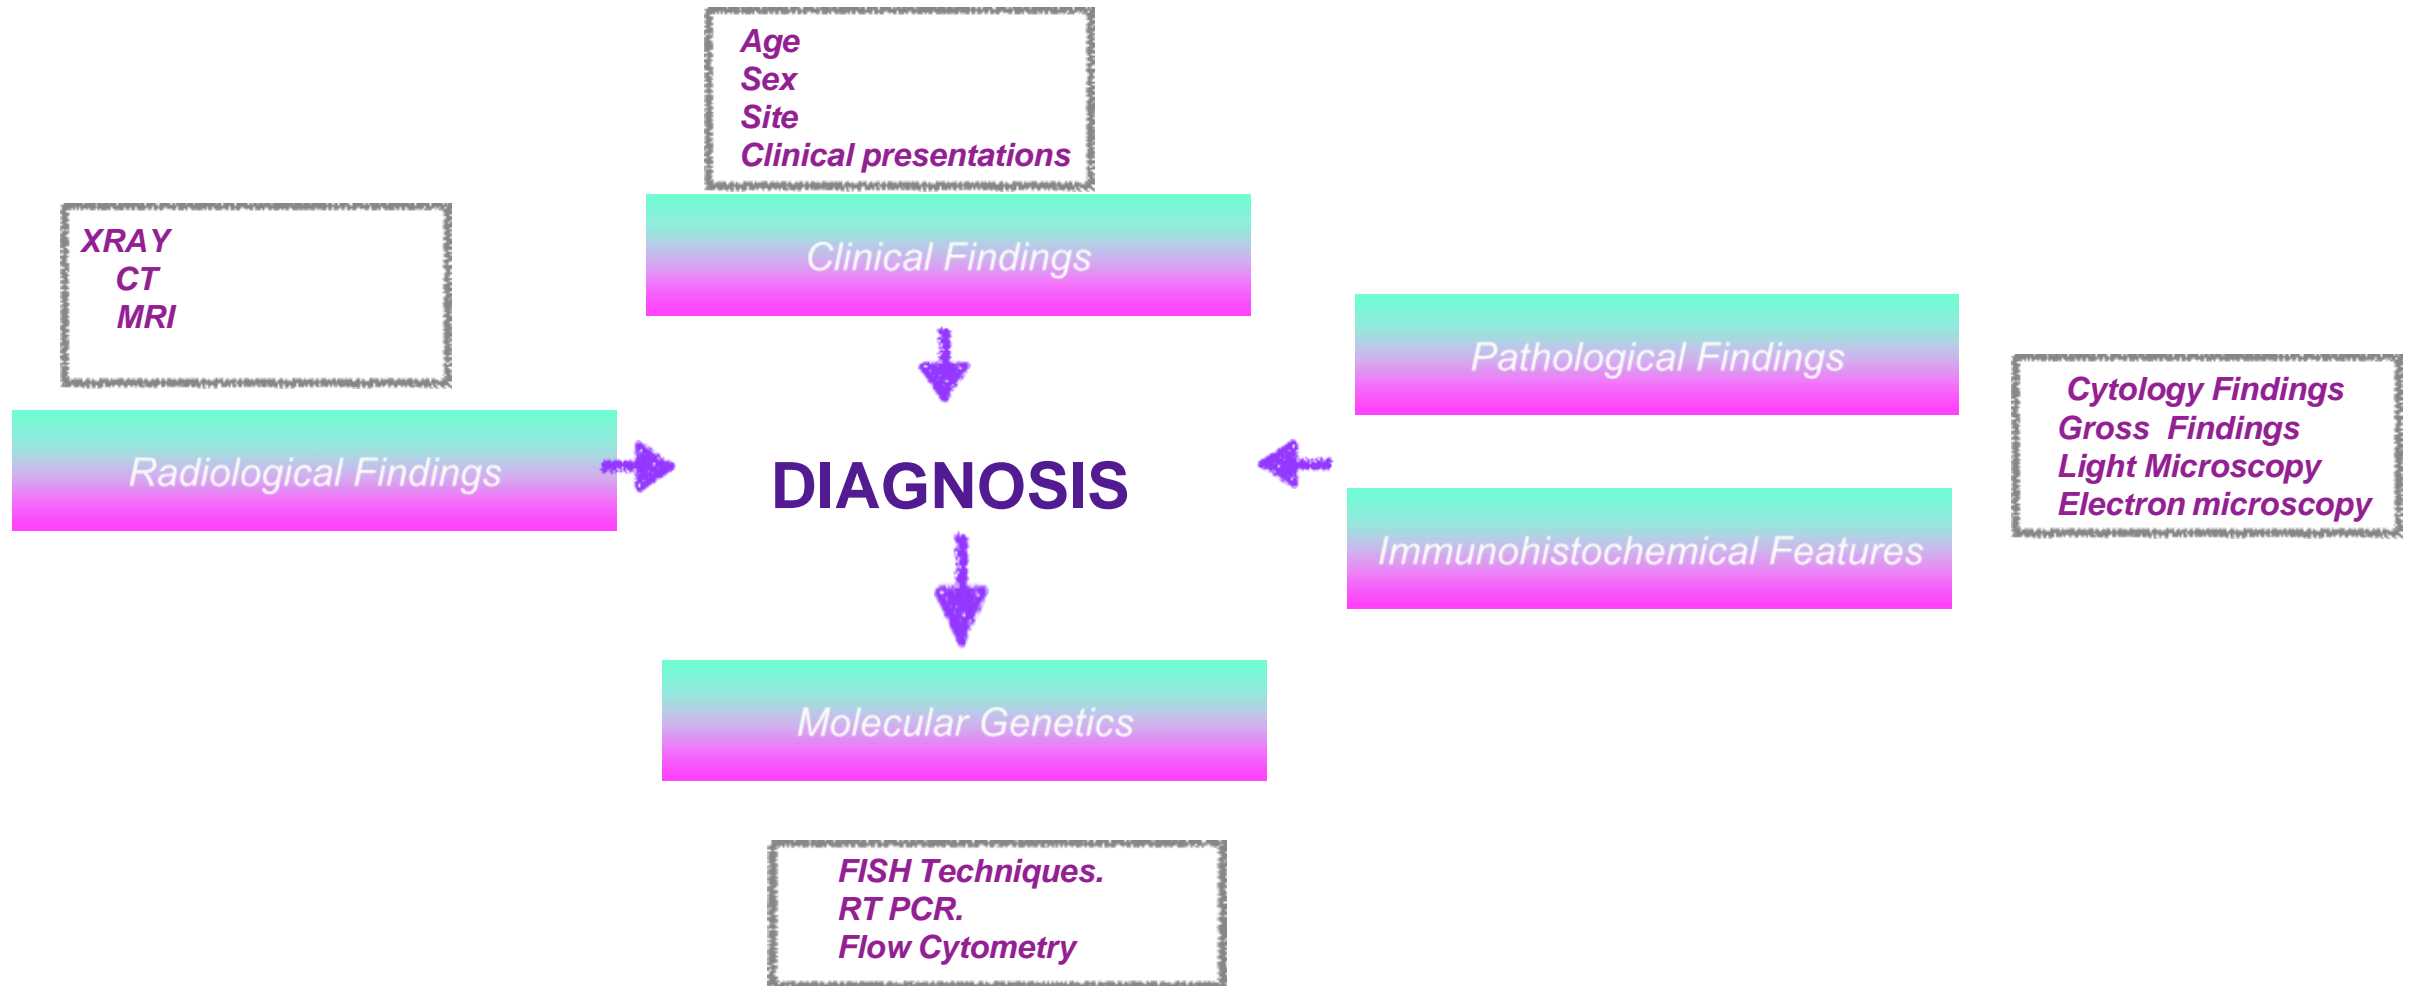 Age
Sex
Site
Clinical presentations
Clinical Findings
XRAY
CT
MRI
Radiological Findings
DIAGNOSIS
Pathological Findings
Immunohistochemical Features
Cytology Findings
Gross Findings
Light Microscopy
Electron microscopy
Molecular Genetics
FISH Techniques.
RT PCR.
Flow Cytometry